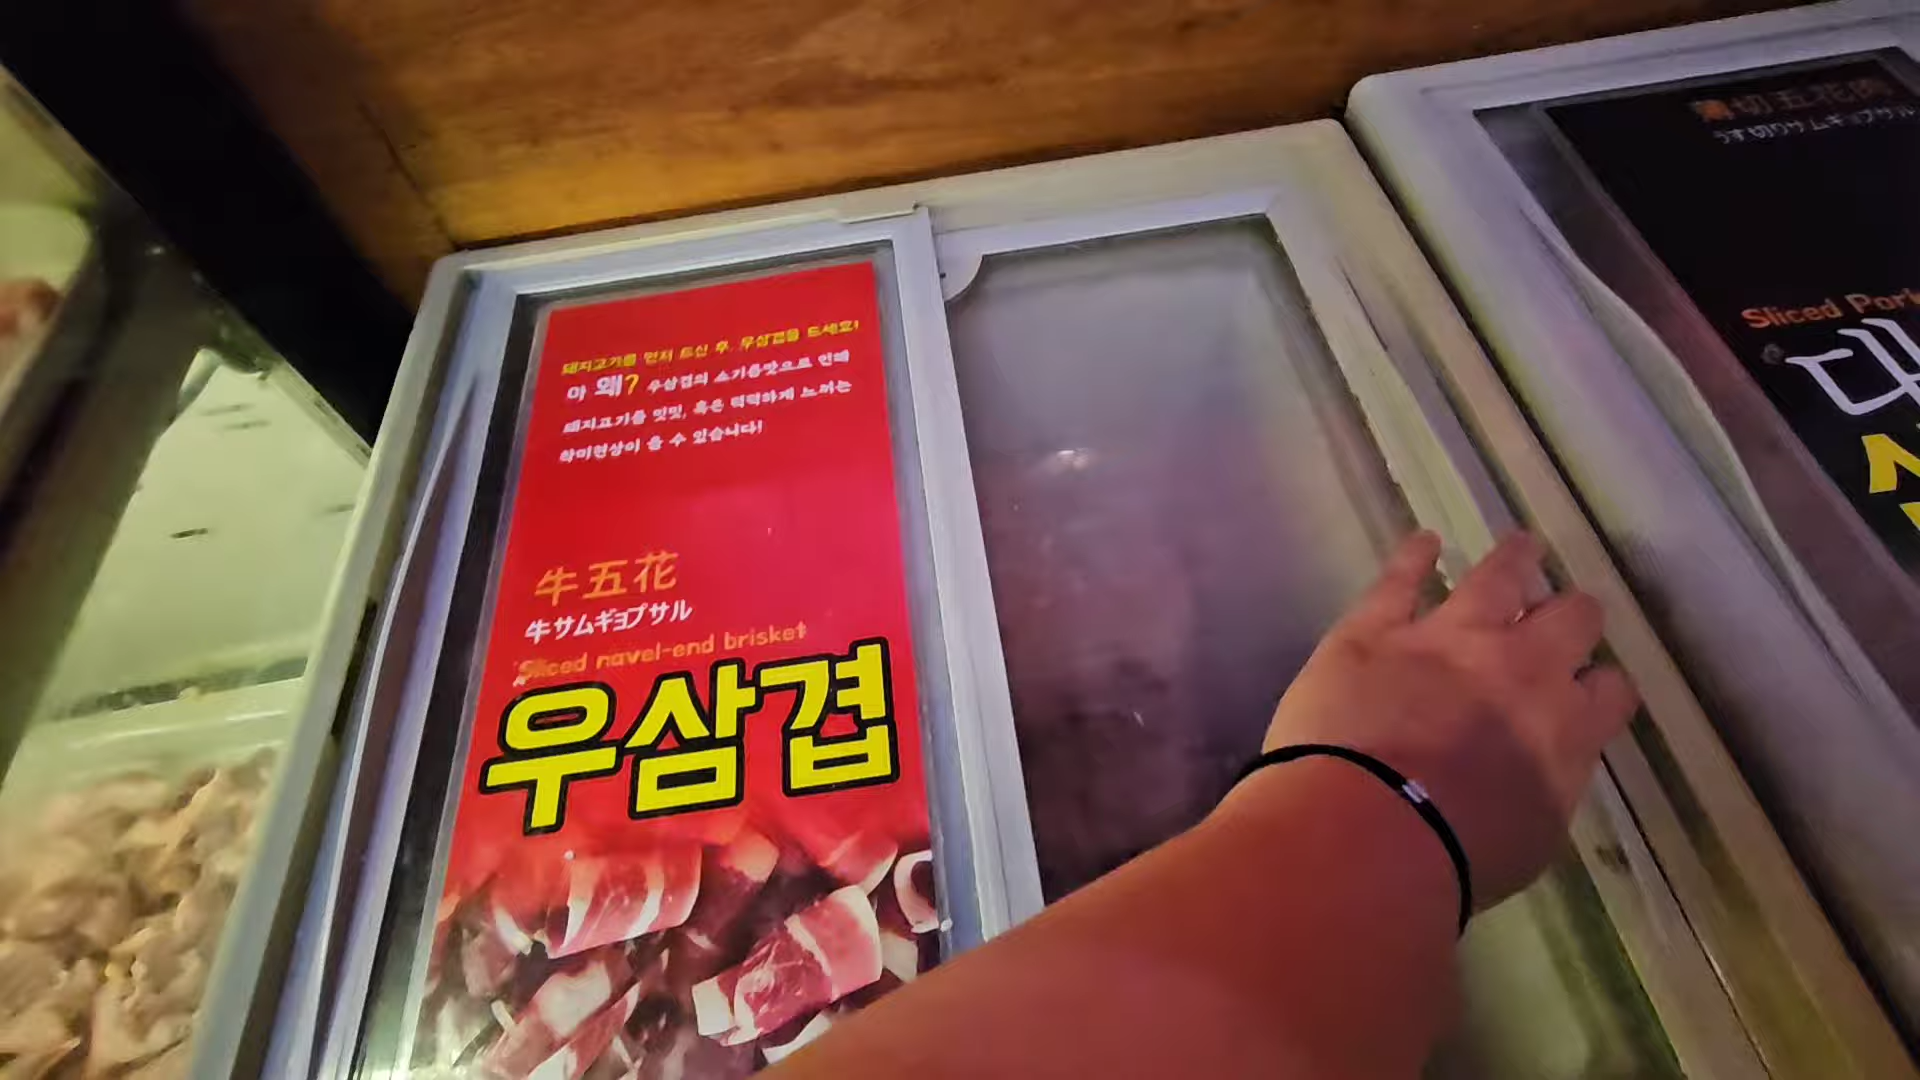 돼지고기를 먼저 드신 후, 우삼겹을 드세요!
아 왜? 우삼겹의 소기름맛으로 인해
돼지고기를 밋밋, 혹은 퍽퍽하게 느끼는
착미현상이 올 수 있습니다!
牛五花
牛サムギョプサル
Sliced navel-end brisket
우삼겹
薄切五花肉
うす切りサムギョプサル
Sliced Pork
대